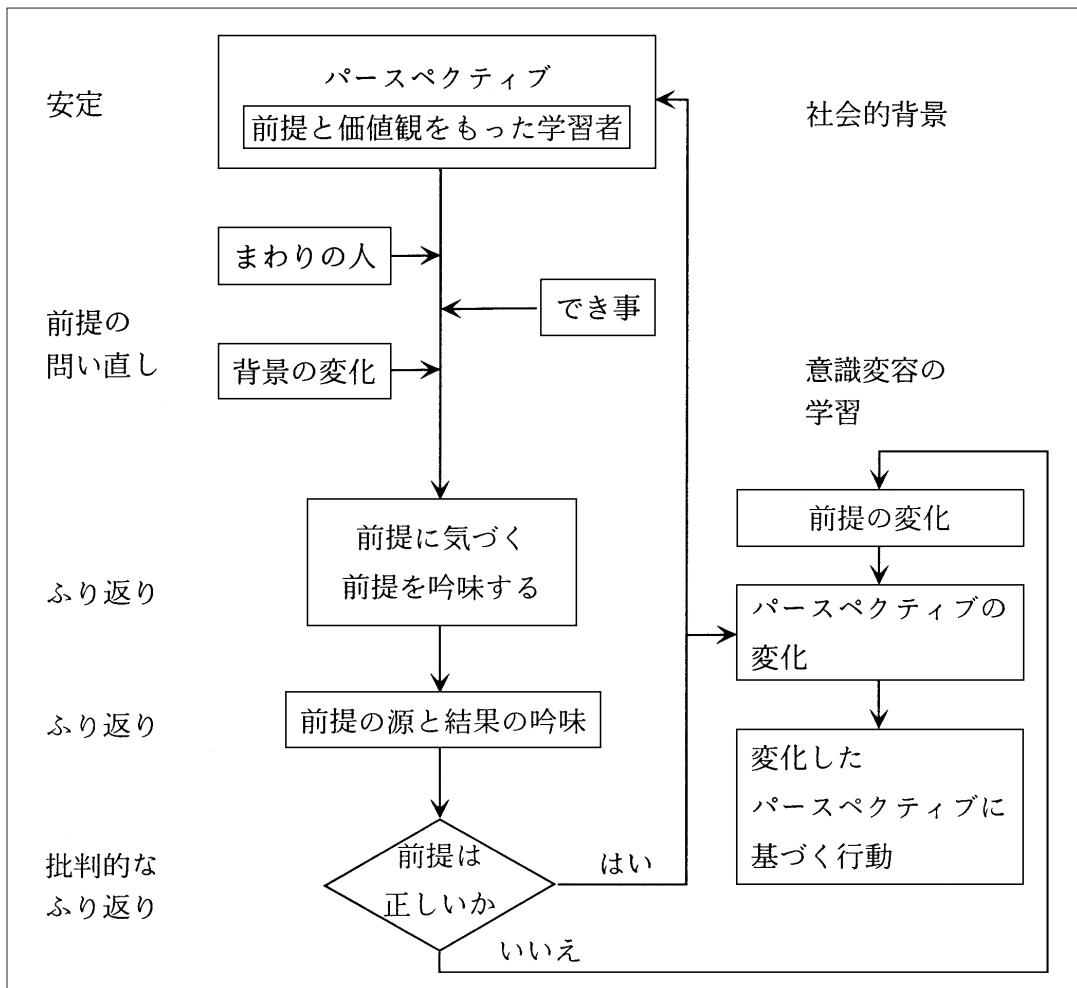 パースペクティブ
安定
前提と価値観をもった学習者
社会的背景
まわりの人
でき事
前提の
問い直し
背景の変化
意識変容の
学習
前提の変化
前提に気づく
前提を吟味する
ふり返り
パースペクティブの
変化
前提の源と結果の吟味
ふり返り
変化した
パースペクティブに
基づく行動
批判的な
ふり返り
前提は
正しいか
はい
いいえ